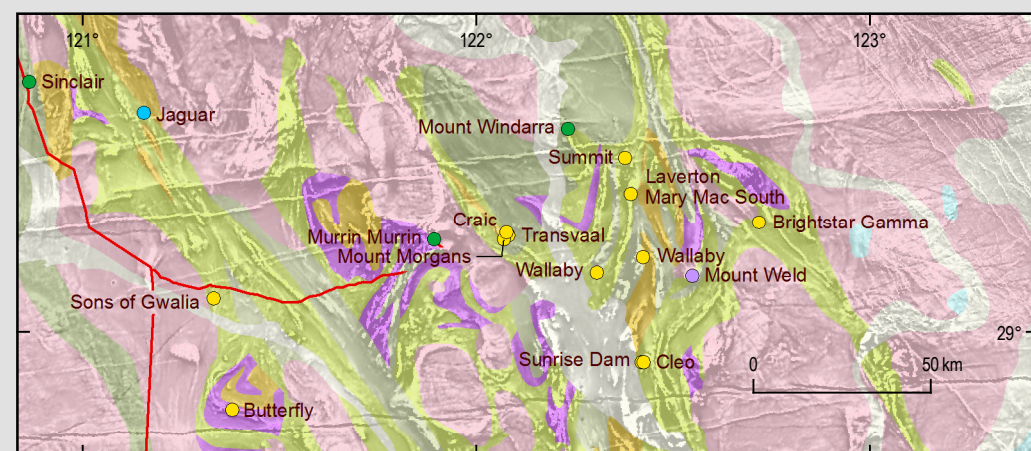 121°
122°
123°
Sinclair
Jaguar
Mount Windarra
Summit
Laverton
Mary Mac South
Craic
Brightstar Gamma
Murrin Murrin
Transvaal
Mount Morgans
Wallaby
Wallaby
Mount Weld
Sons of Gwalia
29°
Sunrise Dam
Cleo
0
50 km
Butterfly